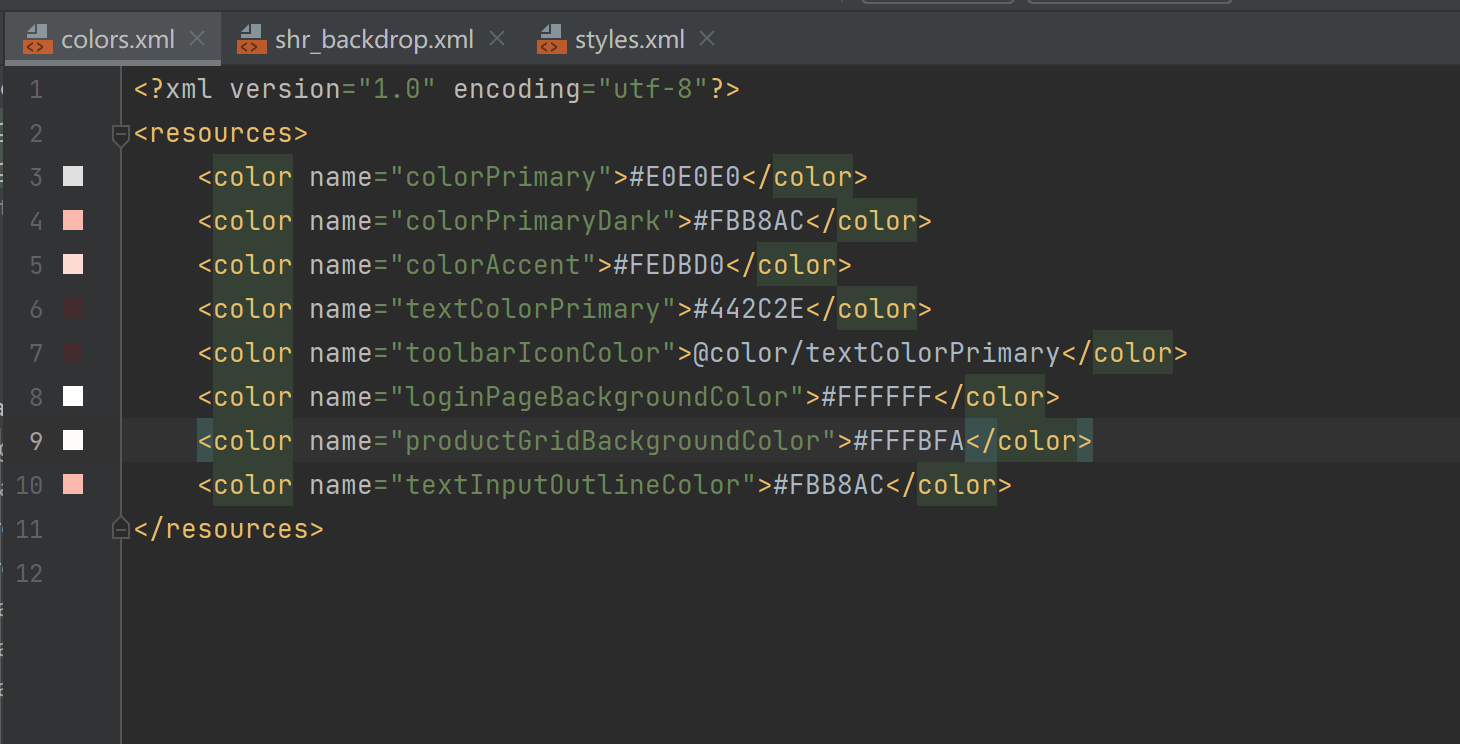 colors.xml shr_backdrop.xml styles.xml
1 <?xml version="1.0" encoding="utf-8"?>
2 <resources>
3 <color name="colorPrimary">#E0E0E0</color>
4 <color name="colorPrimaryDark">#FBB8AC</color>
5 <color name="colorAccent">#FEDBD0</color>
6 <color name="textColorPrimary">#442C2E</color>
7 <color name="toolbarIconColor">@color/textColorPrimary</color>
8 <color name="loginPageBackgroundColor">#FFFFFF</color>
9 <color name="productGridBackgroundColor">#FFFBFA</color>
10 <color name="textInputOutlineColor">#FBB8AC</color>
11 </resources>
12